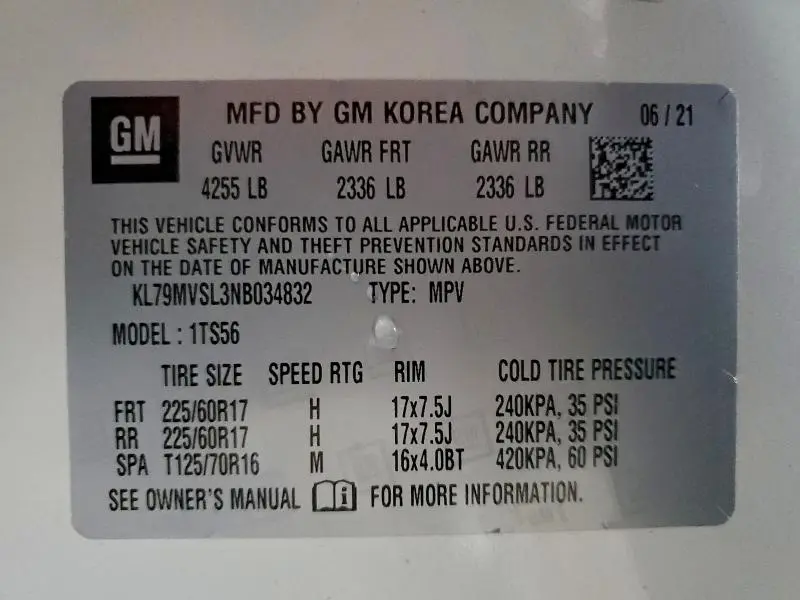 GM MFD BY GM KOREA COMPANY 06/21
GVWR GAWR FRT GAWR RR
4255 LB 2336 LB 2336 LB
THIS VEHICLE CONFORMS TO ALL APPLICABLE U.S. FEDERAL MOTOR
VEHICLE SAFETY AND THEFT PREVENTION STANDARDS IN EFFECT
ON THE DATE OF MANUFACTURE SHOWN ABOVE.
KL79MVSL3NB034832 TYPE: MPV
MODEL : 1TS56
TIRE SIZE SPEED RTG RIM COLD TIRE PRESSURE
FRT 225/60R17 H 17x7.5J 240KPA, 35 PSI
RR 225/60R17 H 17x7.5J 240KPA, 35 PSI
SPA T125/70R16 M 16x4.0BT 420KPA, 60 PSI
SEE OWNER'S MANUAL i FOR MORE INFORMATION.